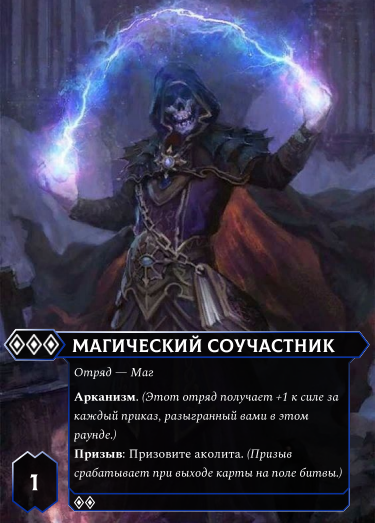 МАГИЧЕСКИЙ СОУЧАСТНИК
Отряд — Маг
Арканизм. (Этот отряд получает +1 к силе за
каждый приказ, разыгранный вами в этом
раунде.)
Призыв: Призовите аколита. (Призыв
срабатывает при выходе карты на поле битвы.)
1